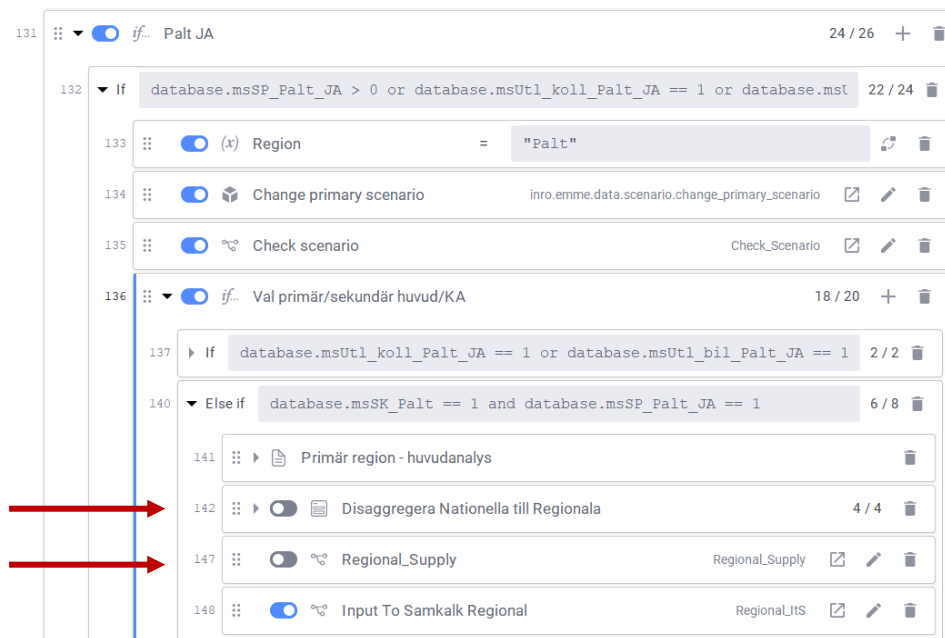 131 if... Palt JA 24 / 26
132 If database.msSP_Palt_JA > 0 or database.msUtl_koll_Palt_JA == 1 or database.msU 22 / 24
133 (x) Region = "Palt"
134 Change primary scenario inro.emme.data.scenario.change_primary_scenario
135 Check scenario Check_Scenario
136 if... Val primär/sekundär huvud/KA 18 / 20
137 If database.msUtl_koll_Palt_JA == 1 or database.msUtl_bil_Palt_JA == 1 2 / 2
140 Else if database.msSK_Palt == 1 and database.msSP_Palt_JA == 1 6 / 8
141 Primär region - huvudanalys
142 Disaggregera Nationella till Regionala 4 / 4
147 Regional_Supply Regional_Supply
148 Input To Samkalk Regional Regional_ItS